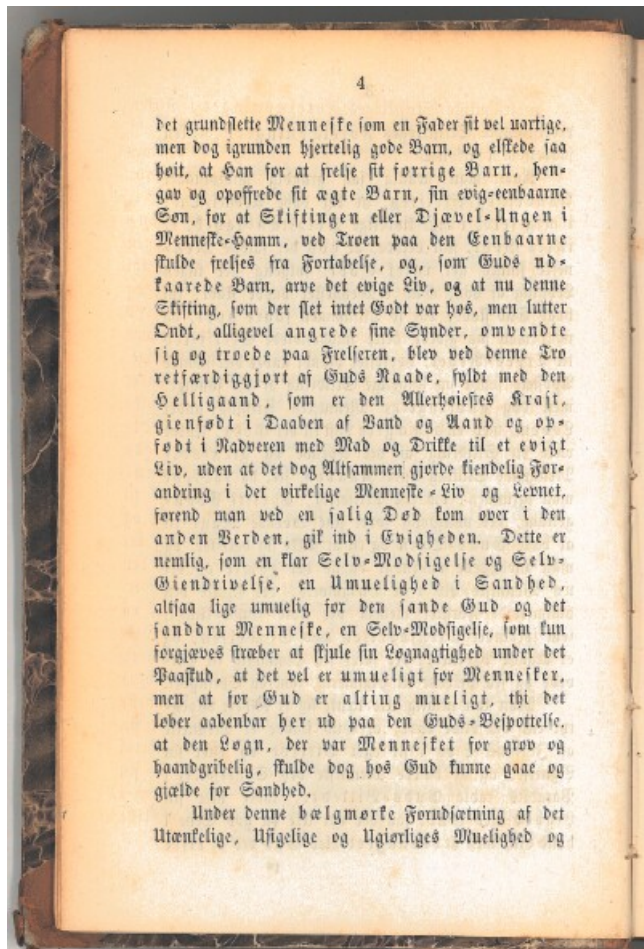 4
det grundslette Menneske som en Fader sit vel uartige,
men dog igrunden hjertelig gode Barn, og elskede saa
høit, at Han for at frelse sit forrige Barn, hen-
gav og opoffrede sit ægte Barn, sin evig-eenbaarne
Søn, for at Skiftingen eller Djævel-Ungen i
Menneske-Hamm, ved Troen paa den Eenbaarne
skulde frelses fra Fortabelse, og, som Guds ud-
kaarede Barn, arve det evige Liv, og at nu denne
Skifting, som der slet intet Godt var hos, men lutter
Ondt, alligevel angrede sine Synder, omvendte
sig og troede paa Frelseren, blev ved denne Tro
retfærdiggjort af Guds Naade, fyldt med den
Helligaand, som er den Allerhøiestes Kraft,
gienfødt i Daaben af Vand og Aand og op-
født i Nadveren med Mad og Drikke til et evigt
Liv, uden at det dog Altsammen gjorde kiendelig For-
andring i det virkelige Menneske-Liv og Levnet,
førend man ved en salig Død kom over i den
anden Verden, gik ind i Evigheden. Dette er
nemlig, som en klar Selv-Modsigelse og Selv-
Giendrivelse, en Umuelighed i Sandhed,
altsaa lige umuelig for den sande Gud og det
sanddru Menneske, en Selv-Modsigelse, som kun
forgjæves stræber at skjule sin Løgnagtighed under det
Paaskud, at det vel er umueligt for Mennesker,
men at for Gud er alting mueligt, thi det
løber aabenbar her ud paa den Guds-Bespottelse,
at den Løgn, der var Mennesket for grov og
haandgribelig, skulde dog hos Gud kunne gaae og
gjælde for Sandhed.
Under denne bælgmørke Forudsætning af det
Utænkelige, Usigelige og Ugiørliges Muelighed og